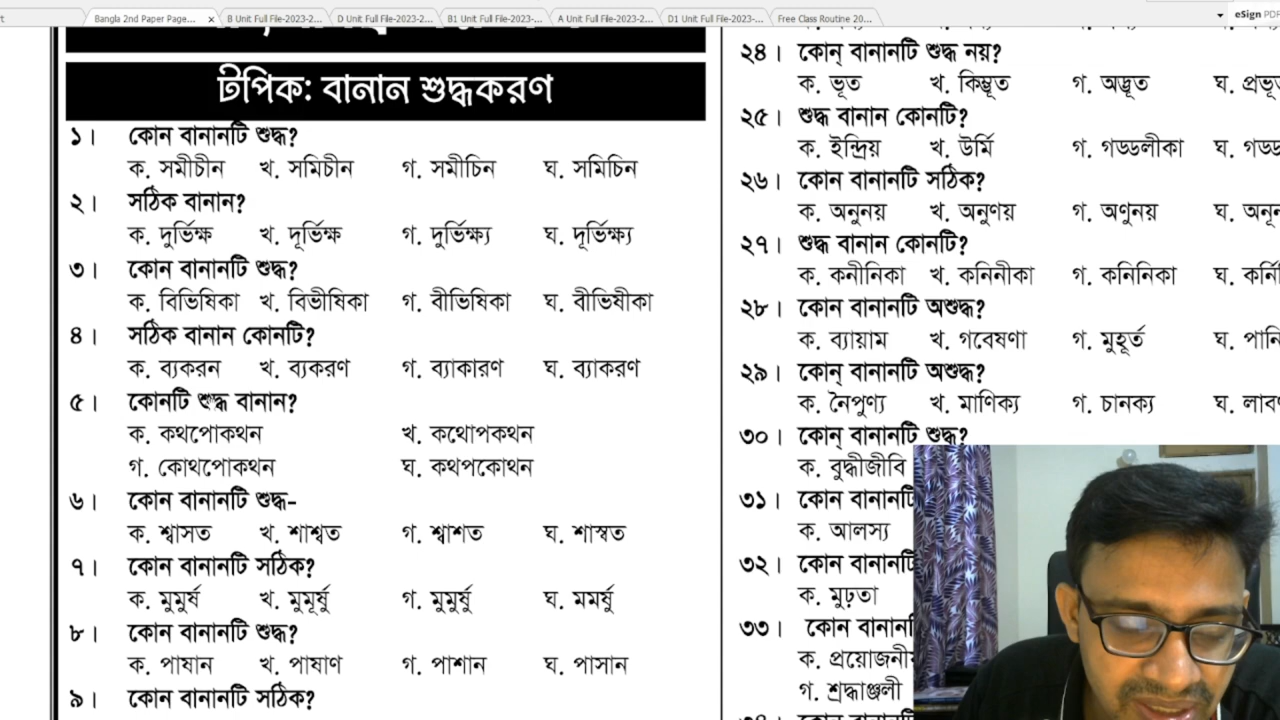 Bangla 2nd Paper Page... x
B Unit Full File-2023-2...
D Unit Full File-2023-2...
B1 Unit Full File-2023-...
A Unit Full File-2023-2...
D1 Unit Full File-2023-...
Free Class Routine 20...
eSign PDF
টপিক: বানান শুদ্ধকরণ
১। কোন বানানটি শুদ্ধ?
ক. সমীচীন খ. সমিচীন গ. সমীচিন ঘ. সমিচিন
২। সঠিক বানান?
ক. দুর্ভিক্ষ খ. দূর্ভিক্ষ গ. দুর্ভিক্ষ্য ঘ. দূর্ভিক্ষ্য
৩। কোন বানানটি শুদ্ধ?
ক. বিভিষিকা খ. বিভীষিকা গ. বীভিষিকা ঘ. বীভিষীকা
৪। সঠিক বানান কোনটি?
ক. ব্যকরন খ. ব্যকরণ গ. ব্যাকারণ ঘ. ব্যাকরণ
৫। কোনটি শুদ্ধ বানান?
ক. কথপোকথন খ. কথোপকথন
গ. কোথপোকথন ঘ. কথপকোথন
৬। কোন বানানটি শুদ্ধ-
ক. শ্বাসত খ. শাশ্বত গ. শ্বাশত ঘ. শাস্বত
৭। কোন বানানটি সঠিক?
ক. মুমুর্ষ খ. মুমূর্ষু গ. মুমুর্ষু ঘ. মমর্ষু
৮। কোন বানানটি শুদ্ধ?
ক. পাষান খ. পাষাণ গ. পাশান ঘ. পাসান
৯। কোন বানানটি সঠিক?
২৪। কোন্ বানানটি শুদ্ধ নয়?
ক. ভূত খ. কিম্ভূত গ. অদ্ভূত ঘ.
২৫। শুদ্ধ বানান কোনটি?
ক. ইন্দ্রিয় খ. উর্মি গ. গড্ডলীকা ঘ.
২৬। কোন বানানটি সঠিক?
ক. অনুনয় খ. অনুণয় গ. অণুনয় ঘ.
২৭। শুদ্ধ বানান কোনটি?
ক. কনীনিকা খ. কনিনীকা গ. কনিনিকা ঘ.
২৮। কোন বানানটি অশুদ্ধ?
ক. ব্যায়াম খ. গবেষণা গ. মুহূর্ত ঘ.
২৯। কোন্ বানানটি অশুদ্ধ?
ক. নৈপুণ্য খ. মাণিক্য গ. চানক্য ঘ.
৩০। কোন্ বানানটি শুদ্ধ?
ক. বুদ্ধীজীবি
৩১। কোন বানানটি
ক. আলস্য
৩২। কোন বানানটি
ক. মুঢ়তা
৩৩। কোন
ক.
গ. শ্রদ্ধাঞ্জলী